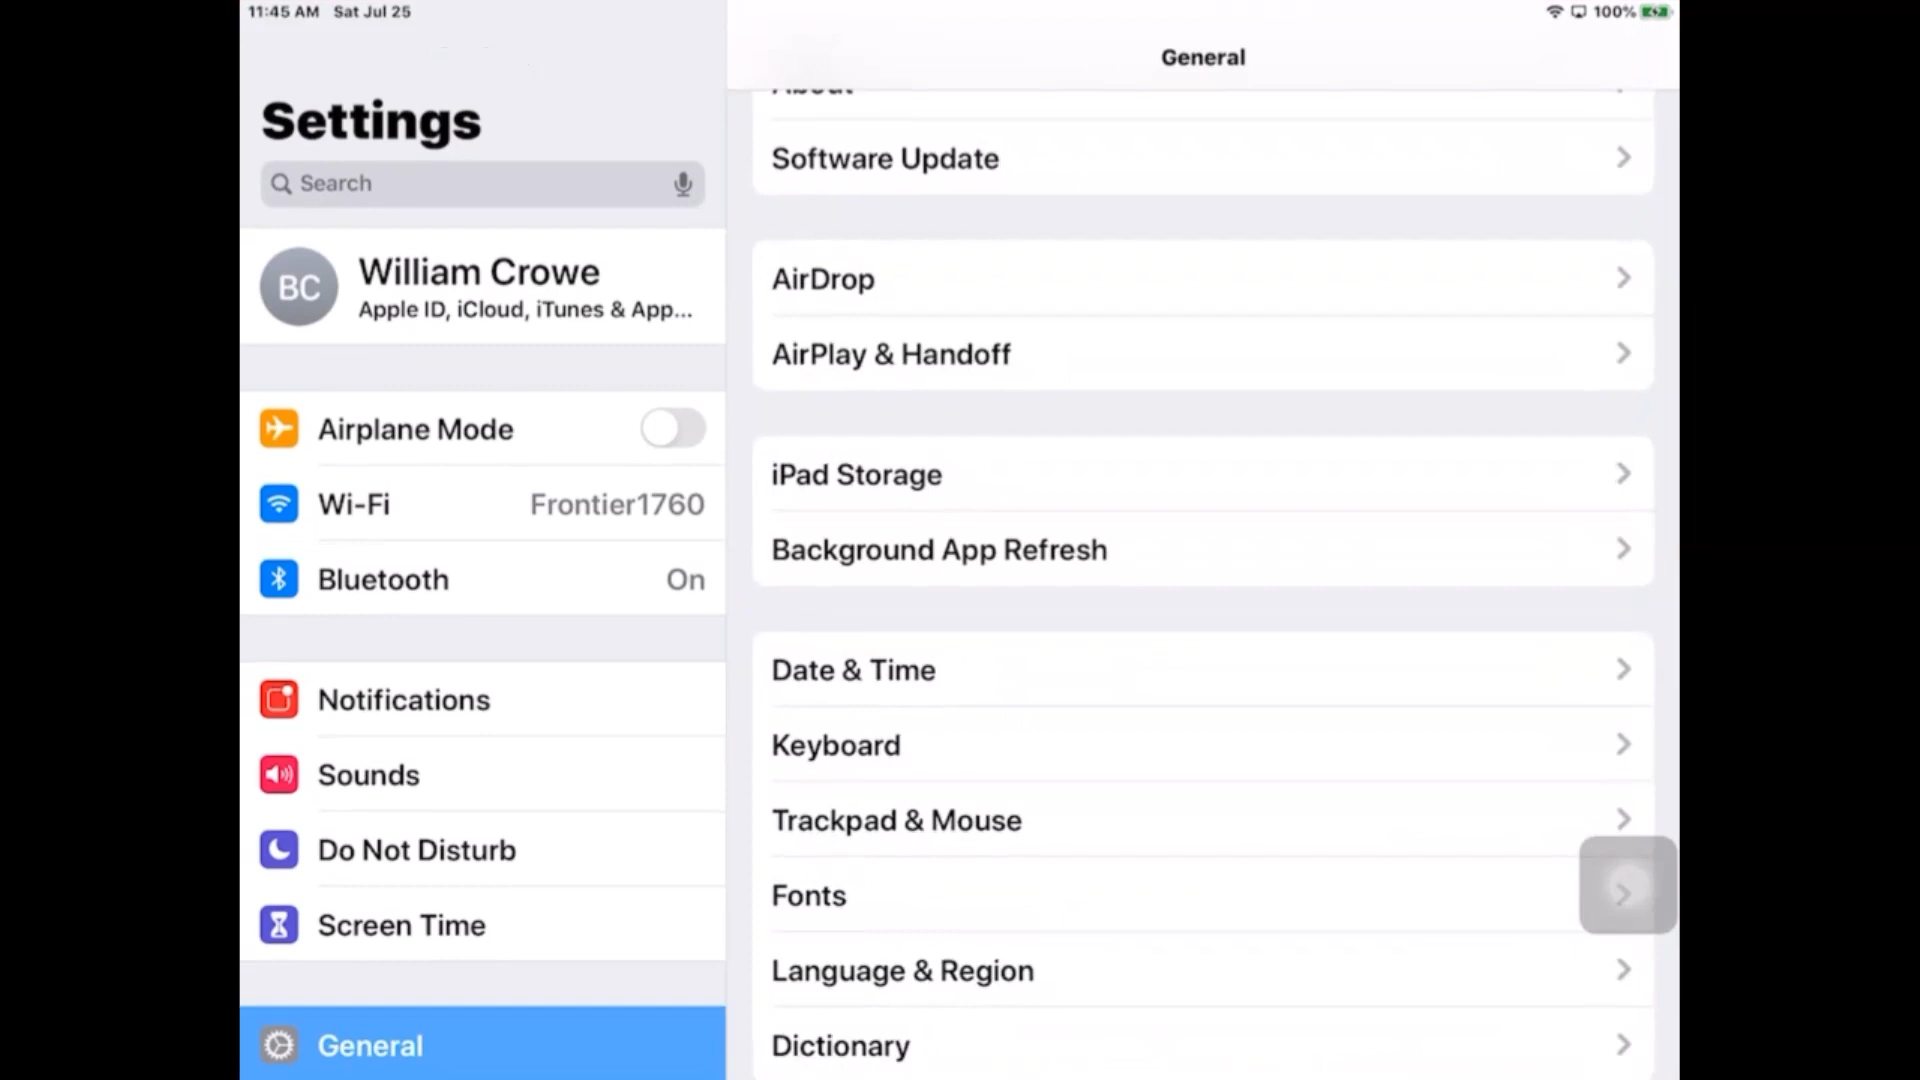 11:45 AM Sat Jul 25
100%
Settings
Search
BC
William Crowe
Apple ID, iCloud, iTunes & App...
Airplane Mode
Wi-Fi Frontier1760
Bluetooth On
Notifications
Sounds
Do Not Disturb
Screen Time
General
General
About
Software Update
AirDrop
AirPlay & Handoff
iPad Storage
Background App Refresh
Date & Time
Keyboard
Trackpad & Mouse
Fonts
Language & Region
Dictionary